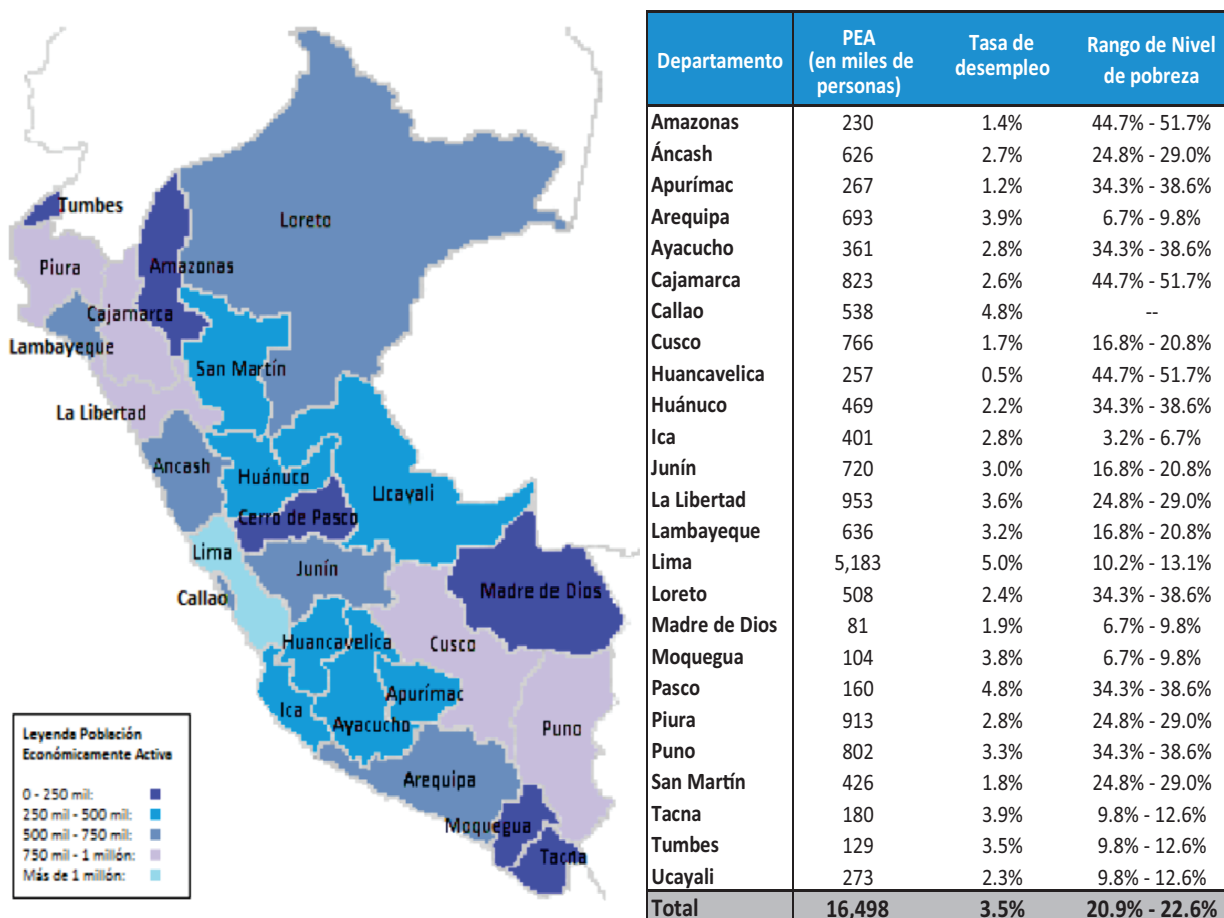 Tumbes
Loreto
Piura
Amazonas
Cajamarca
Lambayeque
San Martín
La Libertad
Ancash
Huánuco
Ucayali
Cerro de Pasco
Lima
Junín
Callao
Madre de Dios
Huancavelica
Cusco
Apurímac
Ica
Ayacucho
Puno
Arequipa
Moquegua
Tacna
Leyenda Población
Económicamente Activa
0 - 250 mil:
250 mil - 500 mil:
500 mil - 750 mil:
750 mil - 1 millón:
Más de 1 millón:
Departamento PEA (en miles de personas) Tasa de desempleo Rango de Nivel de pobreza
Amazonas 230 1.4% 44.7% - 51.7%
Áncash 626 2.7% 24.8% - 29.0%
Apurímac 267 1.2% 34.3% - 38.6%
Arequipa 693 3.9% 6.7% - 9.8%
Ayacucho 361 2.8% 34.3% - 38.6%
Cajamarca 823 2.6% 44.7% - 51.7%
Callao 538 4.8% --
Cusco 766 1.7% 16.8% - 20.8%
Huancavelica 257 0.5% 44.7% - 51.7%
Huánuco 469 2.2% 34.3% - 38.6%
Ica 401 2.8% 3.2% - 6.7%
Junín 720 3.0% 16.8% - 20.8%
La Libertad 953 3.6% 24.8% - 29.0%
Lambayeque 636 3.2% 16.8% - 20.8%
Lima 5,183 5.0% 10.2% - 13.1%
Loreto 508 2.4% 34.3% - 38.6%
Madre de Dios 81 1.9% 6.7% - 9.8%
Moquegua 104 3.8% 6.7% - 9.8%
Pasco 160 4.8% 34.3% - 38.6%
Piura 913 2.8% 24.8% - 29.0%
Puno 802 3.3% 34.3% - 38.6%
San Martín 426 1.8% 24.8% - 29.0%
Tacna 180 3.9% 9.8% - 12.6%
Tumbes 129 3.5% 9.8% - 12.6%
Ucayali 273 2.3% 9.8% - 12.6%
Total 16,498 3.5% 20.9% - 22.6%